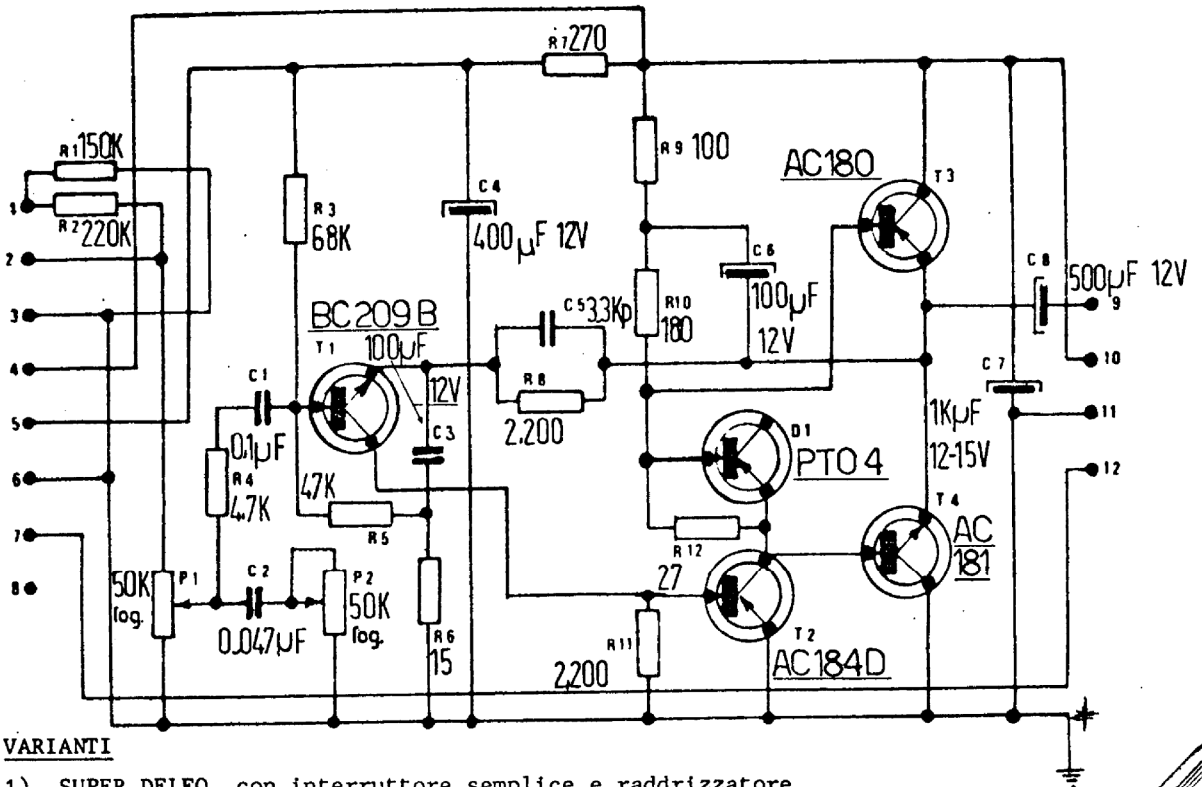 R7 270
R1 150K
R2 220K
1
2
3
4
5
6
7
8
R3
68K
C4
400µF 12V
R9 100
AC180
T3
C6
100µF
12V
R10
180
C8
500µF 12V
9
10
11
12
C7
1KµF
12-15V
BC209B
T1
100µF
12V
C3
C5 3.3Kp
R8
2.200
C1
0.1µF
R4
4.7K
47K
R5
D1
PT04
R12
27
T4
AC
181
P1
50K
log.
C2
0.047µF
P2
50K
log.
R6
15
R11
2,200
T2
AC184D
VARIANTI
1) SUPER DELFO con interruttore semplice e raddrizzatore